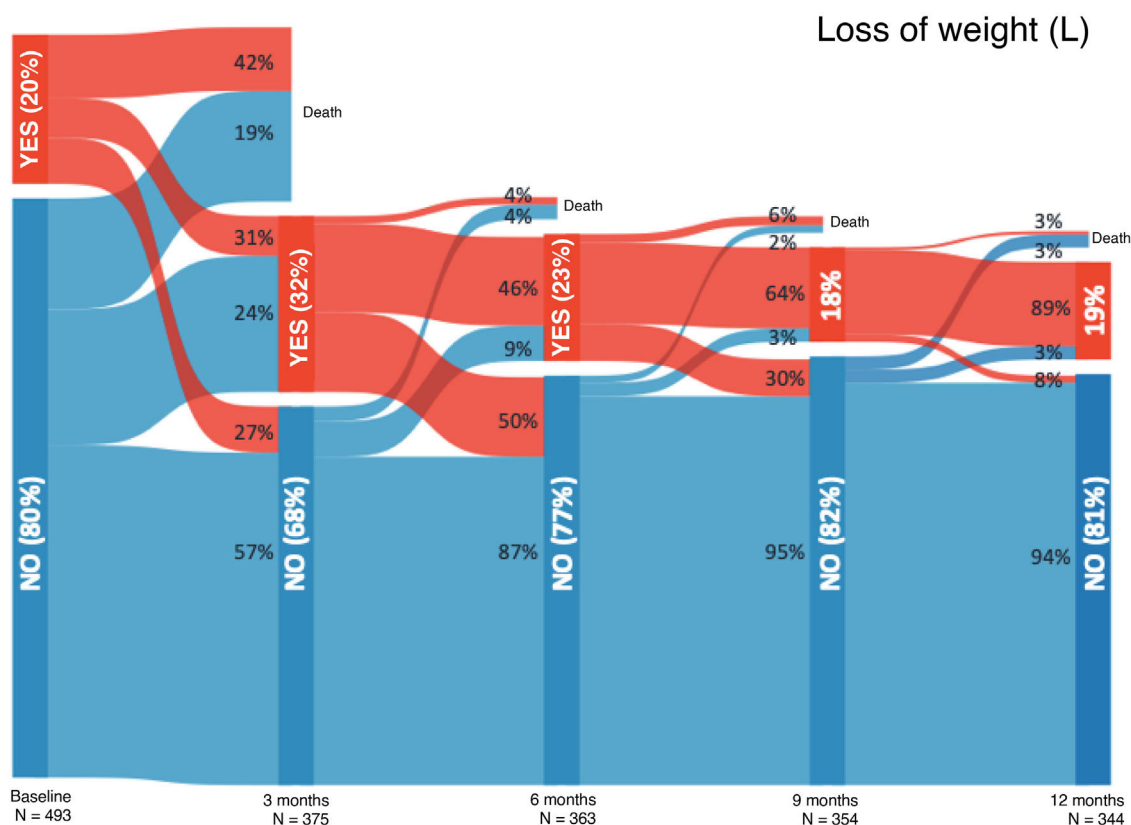 Loss of weight (L)
YES (20%)
NO (80%)
42%
19%
Death
31%
24%
27%
57%
YES (32%)
NO (68%)
4%
4%
Death
46%
9%
50%
87%
YES (23%)
NO (77%)
6%
2%
Death
64%
3%
30%
95%
18%
NO (82%)
3%
3%
Death
89%
3%
8%
94%
19%
NO (81%)
Baseline
N = 493
3 months
N = 375
6 months
N = 363
9 months
N = 354
12 months
N = 344